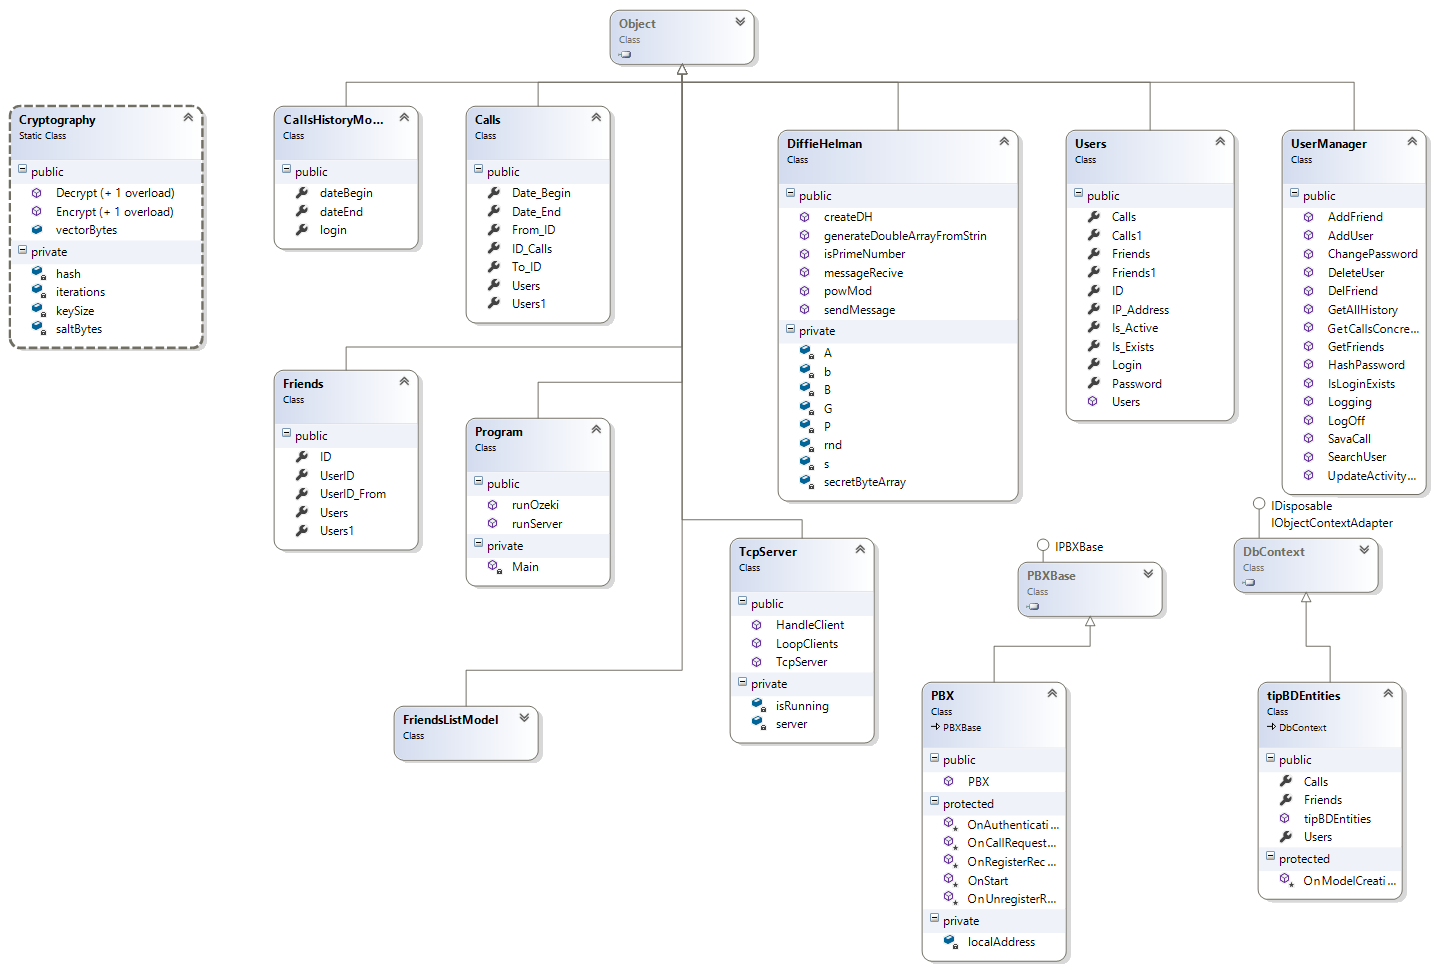 Object
Class
Cryptography
Static Class
public
Decrypt (+ 1 overload)
Encrypt (+ 1 overload)
vectorBytes
private
hash
iterations
keySize
saltBytes
CallsHistoryMo...
Class
public
dateBegin
dateEnd
login
Calls
Class
public
Date_Begin
Date_End
From_ID
ID_Calls
To_ID
Users
Users1
DiffieHelman
Class
public
createDH
generateDoubleArrayFromStrin
isPrimeNumber
messageRecive
powMod
sendMessage
private
A
b
B
G
P
rnd
s
secretByteArray
Users
Class
public
Calls
Calls1
Friends
Friends1
ID
IP_Address
Is_Active
Is_Exists
Login
Password
Users
UserManager
Class
public
AddFriend
AddUser
ChangePassword
DeleteUser
DelFriend
GetAllHistory
GetCallsConcre...
GetFriends
HashPassword
IsLoginExists
Logging
LogOff
SavaCall
SearchUser
UpdateActivity...
Friends
Class
public
ID
UserID
UserID_From
Users
Users1
Program
Class
public
runOzeki
runServer
private
Main
TcpServer
Class
public
HandleClient
LoopClients
TcpServer
private
isRunning
server
FriendsListModel
Class
IPBXBase
PBXBase
Class
IDisposable
IObjectContextAdapter
DbContext
Class
PBX
Class
PBXBase
public
PBX
protected
OnAuthenticati...
OnCallRequest...
OnRegisterRec...
OnStart
OnUnregisterR...
private
localAddress
tipBDEntities
Class
DbContext
public
Calls
Friends
tipBDEntities
Users
protected
OnModelCreati...